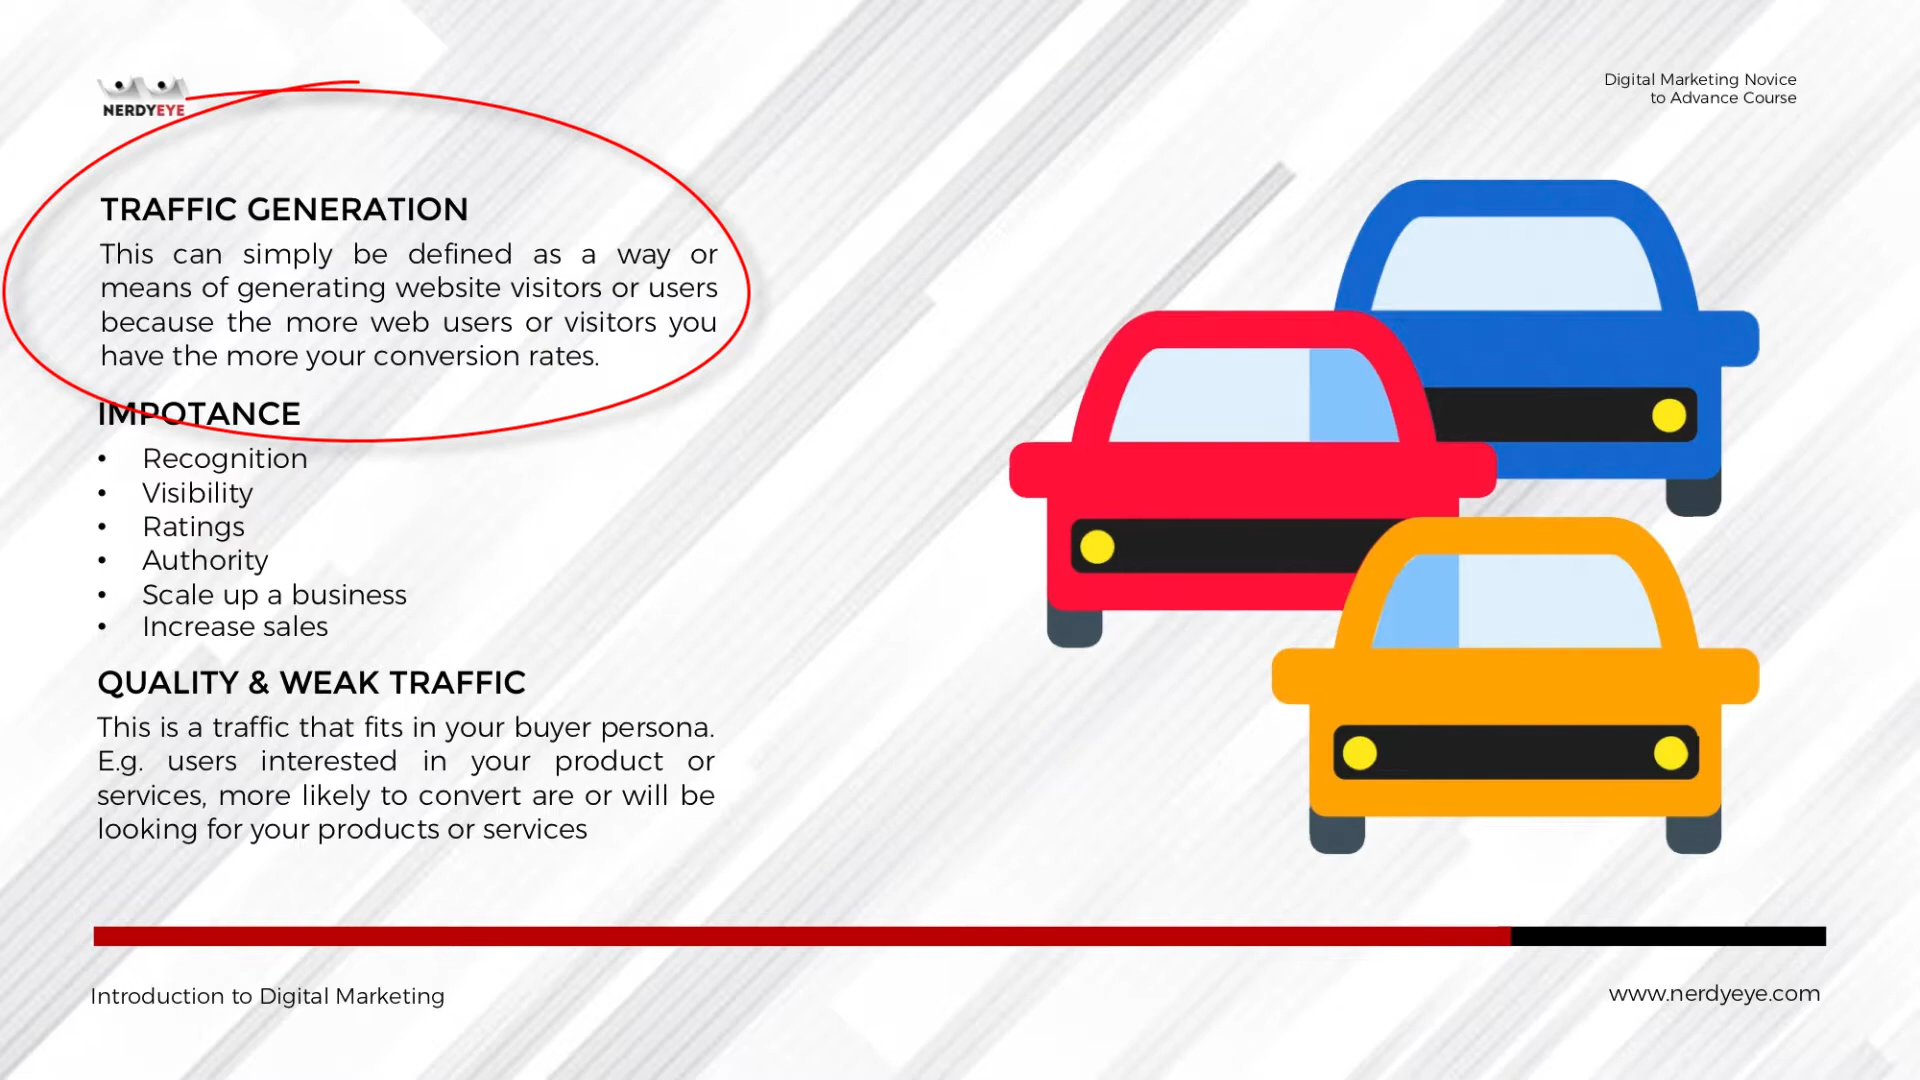 NERDYEYE
Digital Marketing Novice
to Advance Course
TRAFFIC GENERATION
This can simply be defined as a way or
means of generating website visitors or users
because the more web users or visitors you
have the more your conversion rates.
IMPOTANCE
• Recognition
• Visibility
• Ratings
• Authority
• Scale up a business
• Increase sales
QUALITY & WEAK TRAFFIC
This is a traffic that fits in your buyer persona.
E.g. users interested in your product or
services, more likely to convert are or will be
looking for your products or services
Introduction to Digital Marketing
www.nerdyeye.com